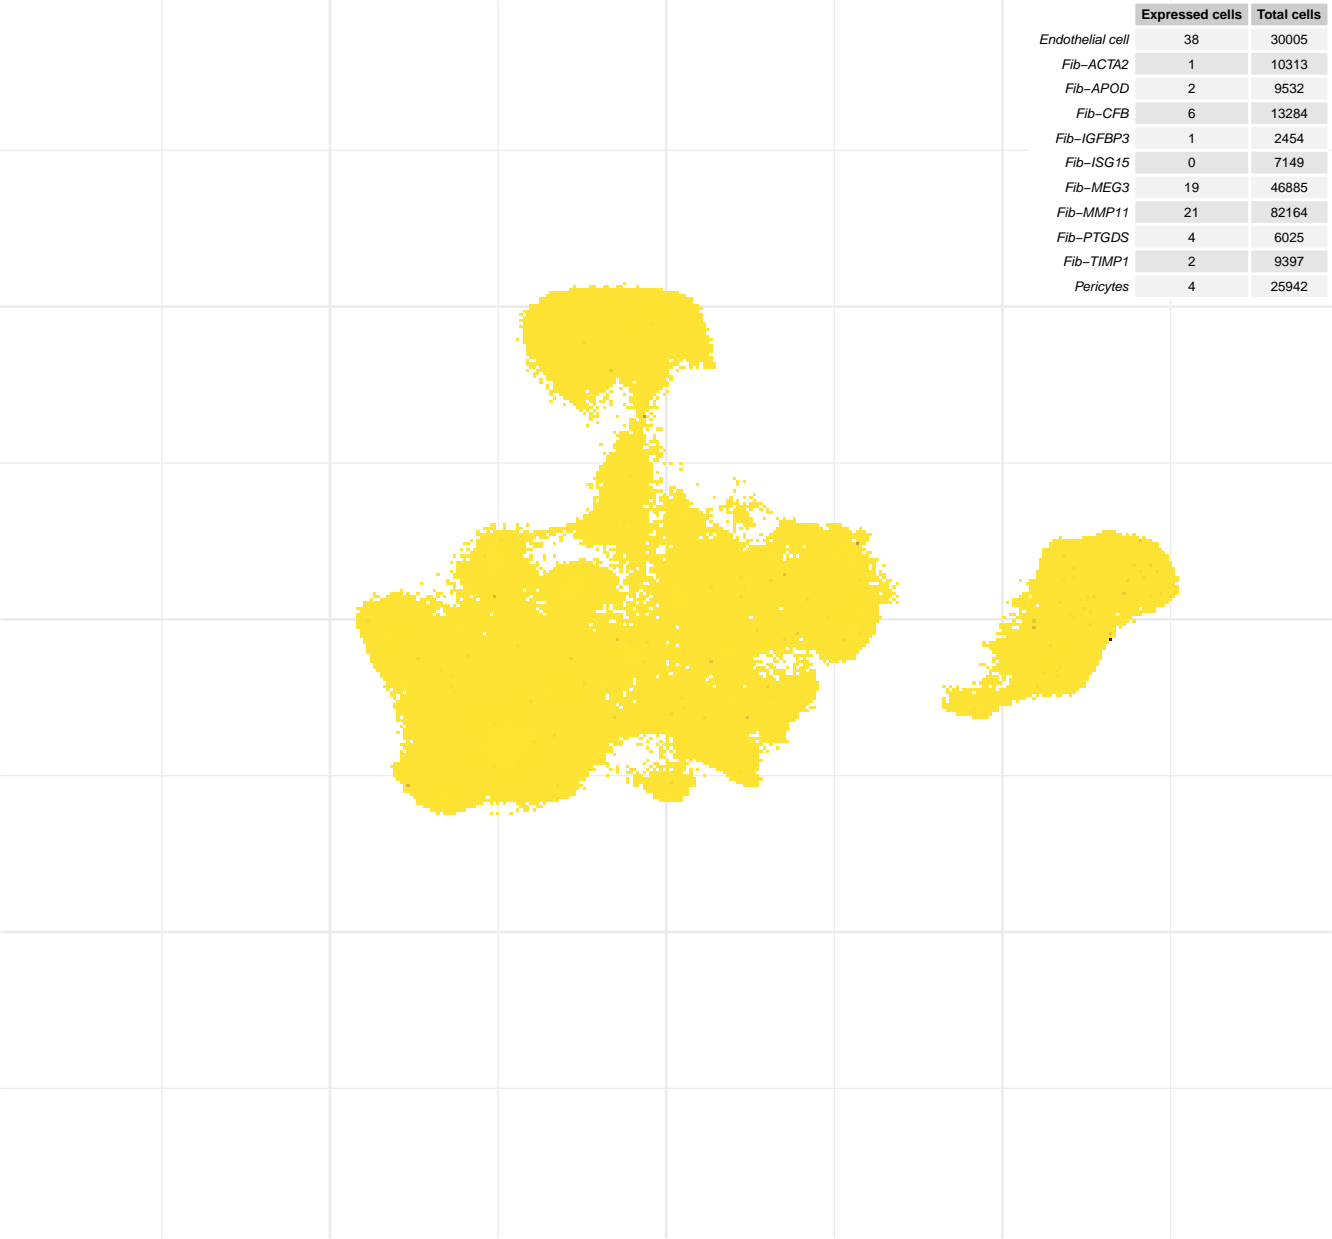 Expressed cells Total cells
Endothelial cell 38 30005
Fib−ACTA2 1 10313
Fib−APOD 2 9532
Fib−CFB 6 13284
Fib−IGFBP3 1 2454
Fib−ISG15 0 7149
Fib−MEG3 19 46885
Fib−MMP11 21 82164
Fib−PTGDS 4 6025
Fib−TIMP1 2 9397
Pericytes 4 25942